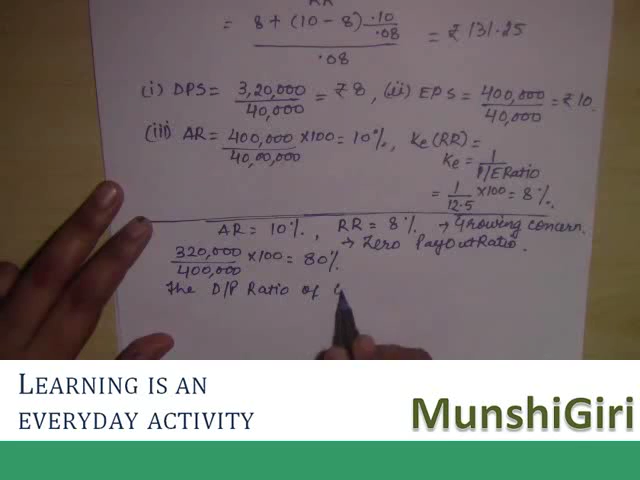 RR
= 8 + (10 - 8) .10/.08
.08
= ₹ 131.25
(i) DPS = 3,20,000/40,000 = ₹ 8, (ii) EPS = 400,000/40,000 = ₹ 10.
(iii) AR = 400,000/40,00,000 × 100 = 10%, Ke (RR) =
Ke = 1/P/E Ratio
= 1/12.5 × 100 = 8%.
AR = 10%, RR = 8% → Growing concern.
→ Zero PayOut Ratio.
320,000/400,000 × 100 = 80%.
The D/P Ratio of
LEARNING IS AN
EVERYDAY ACTIVITY
MunshiGiri